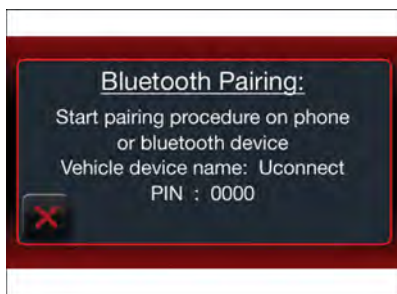 Bluetooth Pairing:
Start pairing procedure on phone
or bluetooth device
Vehicle device name: Uconnect
PIN : 0000